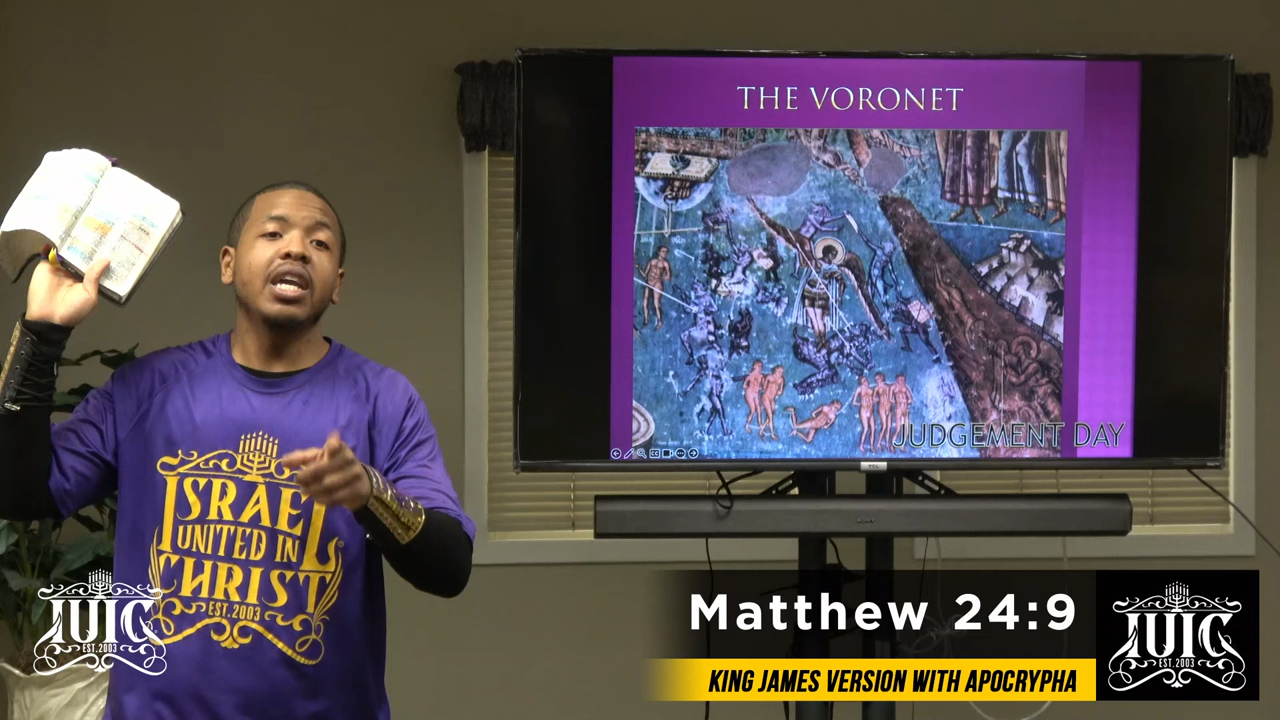 THE VORONET
JUDGEMENT DAY
TCL
ISRAEL
UNITED IN
CHRIST
EST. 2003
IUIC
EST. 2003
Matthew 24:9
KING JAMES VERSION WITH APOCRYPHA
IUIC
EST. 2003